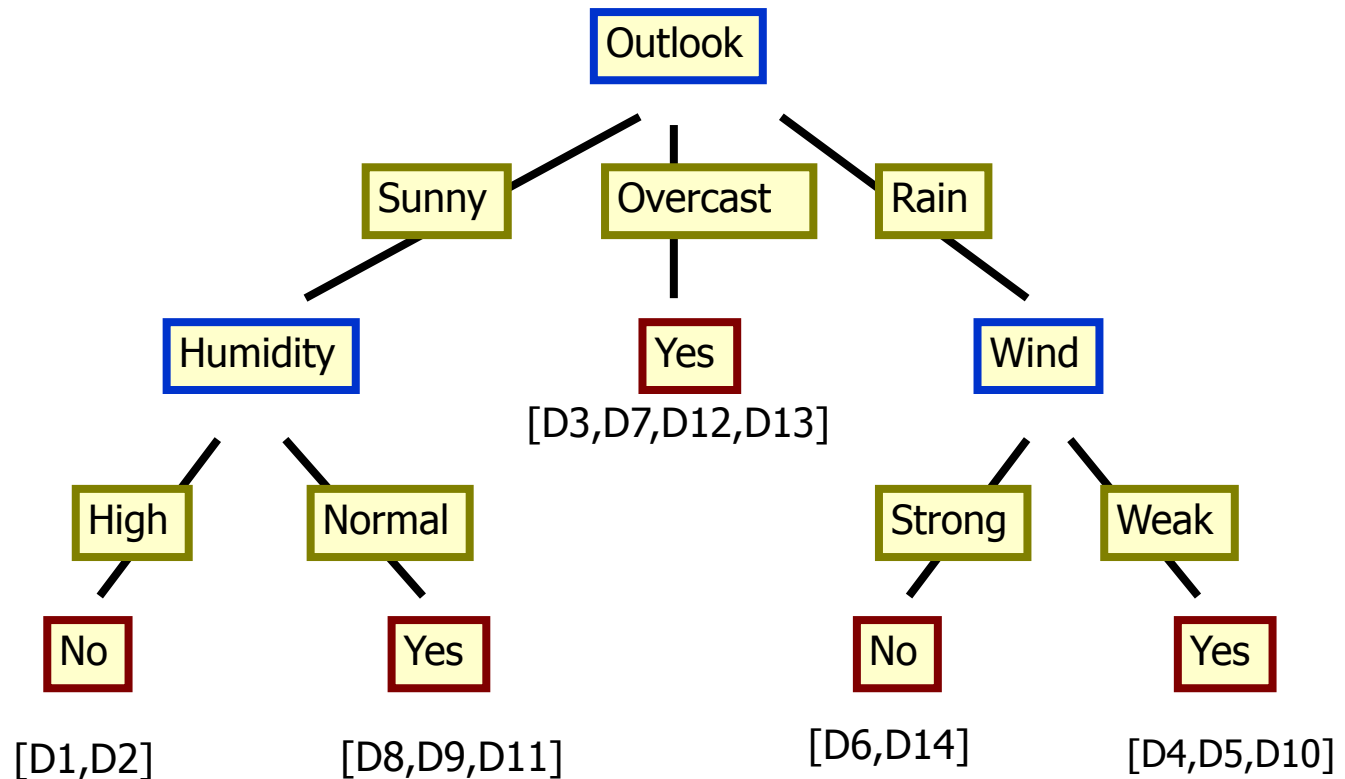 Outlook
Sunny
Overcast
Rain
Humidity
Yes
Wind
[D3,D7,D12,D13]
High
Normal
Strong
Weak
No
Yes
No
Yes
[D1,D2]
[D8,D9,D11]
[D6,D14]
[D4,D5,D10]